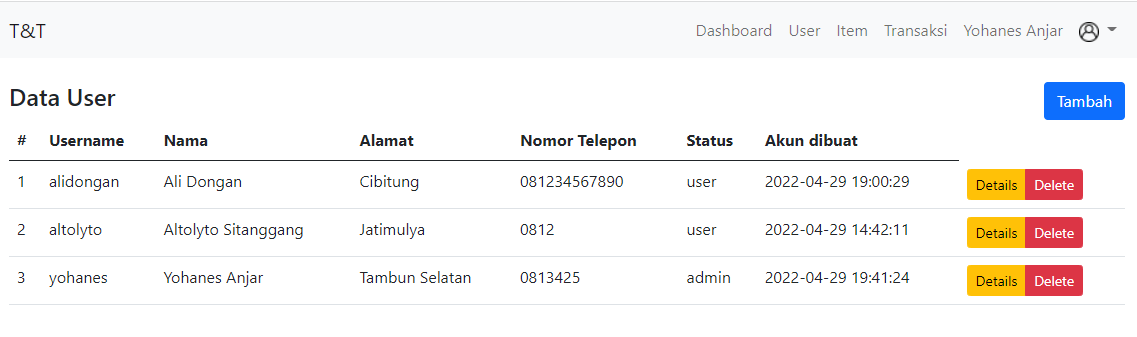 T&T Dashboard User Item Transaksi Yohanes Anjar
Data User Tambah
# Username Nama Alamat Nomor Telepon Status Akun dibuat
1 alidongan Ali Dongan Cibitung 081234567890 user 2022-04-29 19:00:29 Details Delete
2 altolyto Altolyto Sitanggang Jatimulya 0812 user 2022-04-29 14:42:11 Details Delete
3 yohanes Yohanes Anjar Tambun Selatan 0813425 admin 2022-04-29 19:41:24 Details Delete